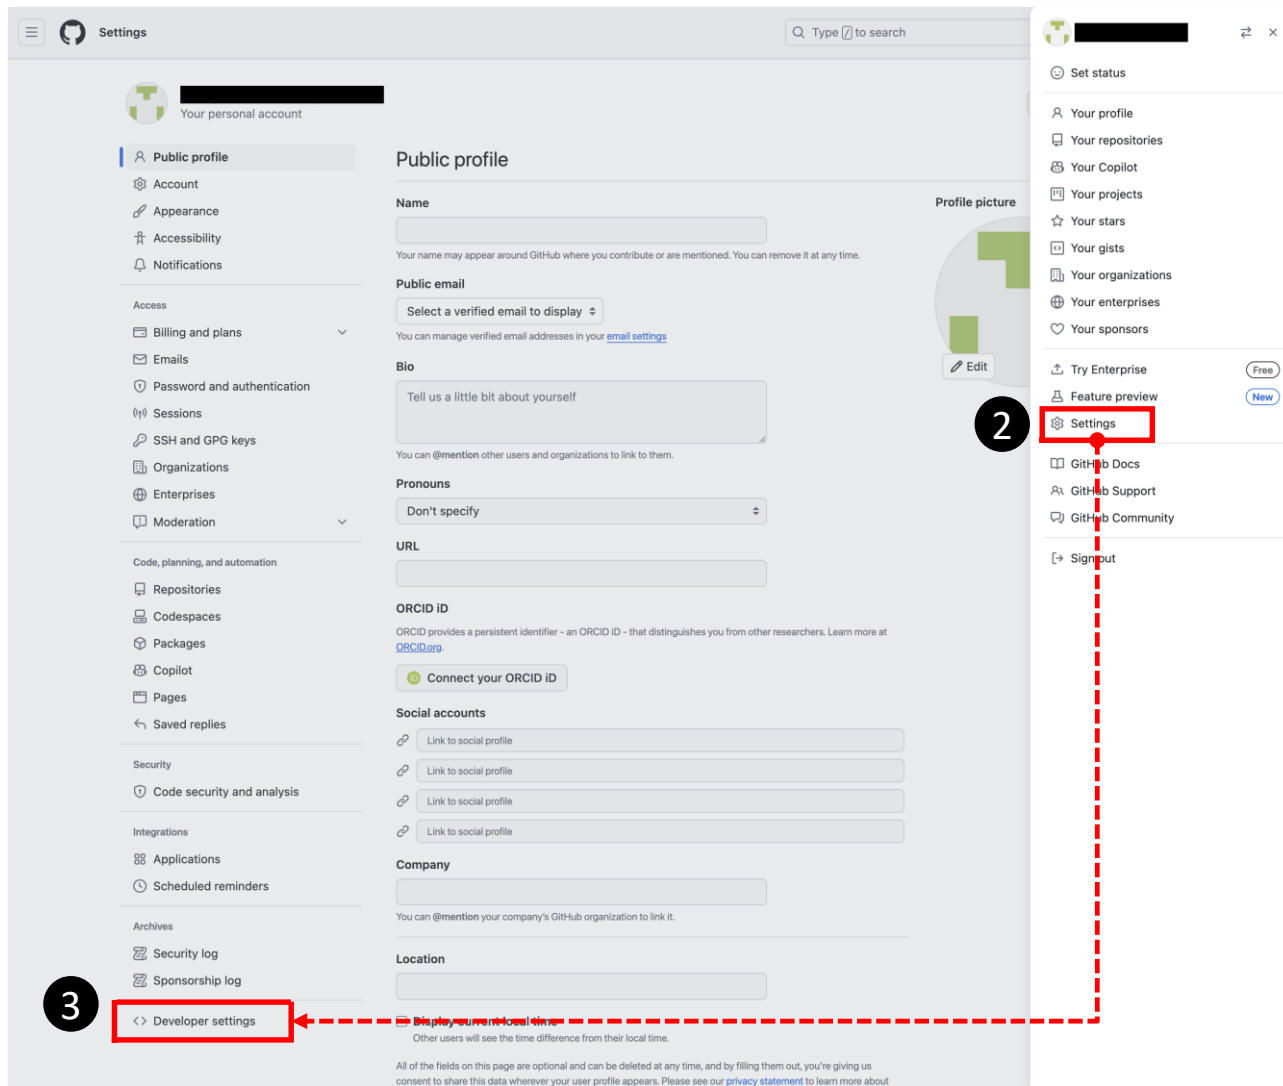 Settings
Type / to search
Your personal account
Public profile
Account
Appearance
Accessibility
Notifications
Access
Billing and plans
Emails
Password and authentication
Sessions
SSH and GPG keys
Organizations
Enterprises
Moderation
Code, planning, and automation
Repositories
Codespaces
Packages
Copilot
Pages
Saved replies
Security
Code security and analysis
Integrations
Applications
Scheduled reminders
Archives
Security log
Sponsorship log
3
Developer settings
Public profile
Name
Your name may appear around GitHub where you contribute or are mentioned. You can remove it at any time.
Public email
Select a verified email to display
You can manage verified email addresses in your email settings
Bio
Tell us a little bit about yourself
You can @mention other users and organizations to link to them.
Pronouns
Don't specify
URL
ORCID iD
ORCID provides a persistent identifier - an ORCID iD - that distinguishes you from other researchers. Learn more at
ORCID.org.
iD Connect your ORCID iD
Social accounts
Link to social profile
Link to social profile
Link to social profile
Link to social profile
Company
You can @mention your company's GitHub organization to link it.
Location
Display current local time
Other users will see the time difference from their local time.
All of the fields on this page are optional and can be deleted at any time, and by filling them out, you're giving us
consent to share this data wherever your user profile appears. Please see our privacy statement to learn more about
Profile picture
Edit
Set status
Your profile
Your repositories
Your Copilot
Your projects
Your stars
Your gists
Your organizations
Your enterprises
Your sponsors
Try Enterprise Free
Feature preview New
2
Settings
GitHub Docs
GitHub Support
GitHub Community
Sign out